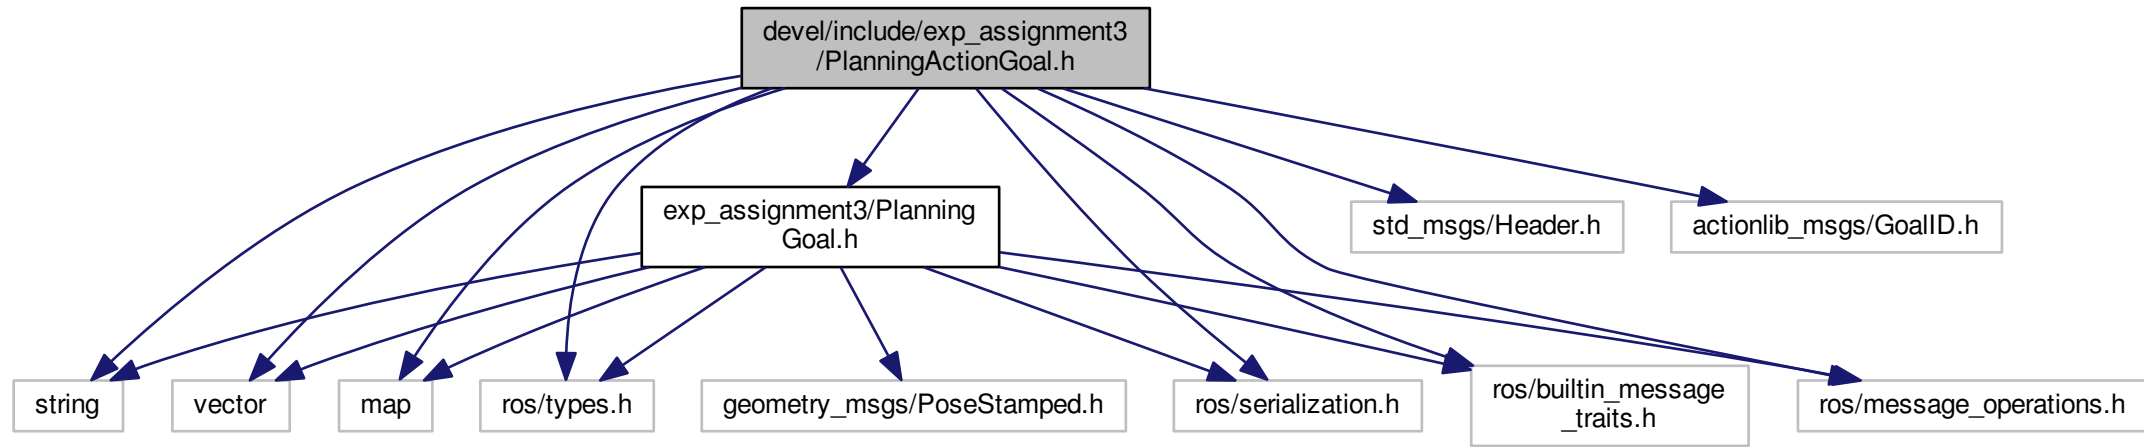 devel/include/exp_assignment3
/PlanningActionGoal.h
exp_assignment3/Planning
Goal.h
std_msgs/Header.h
actionlib_msgs/GoalID.h
string
vector
map
ros/types.h
geometry_msgs/PoseStamped.h
ros/serialization.h
ros/builtin_message
_traits.h
ros/message_operations.h